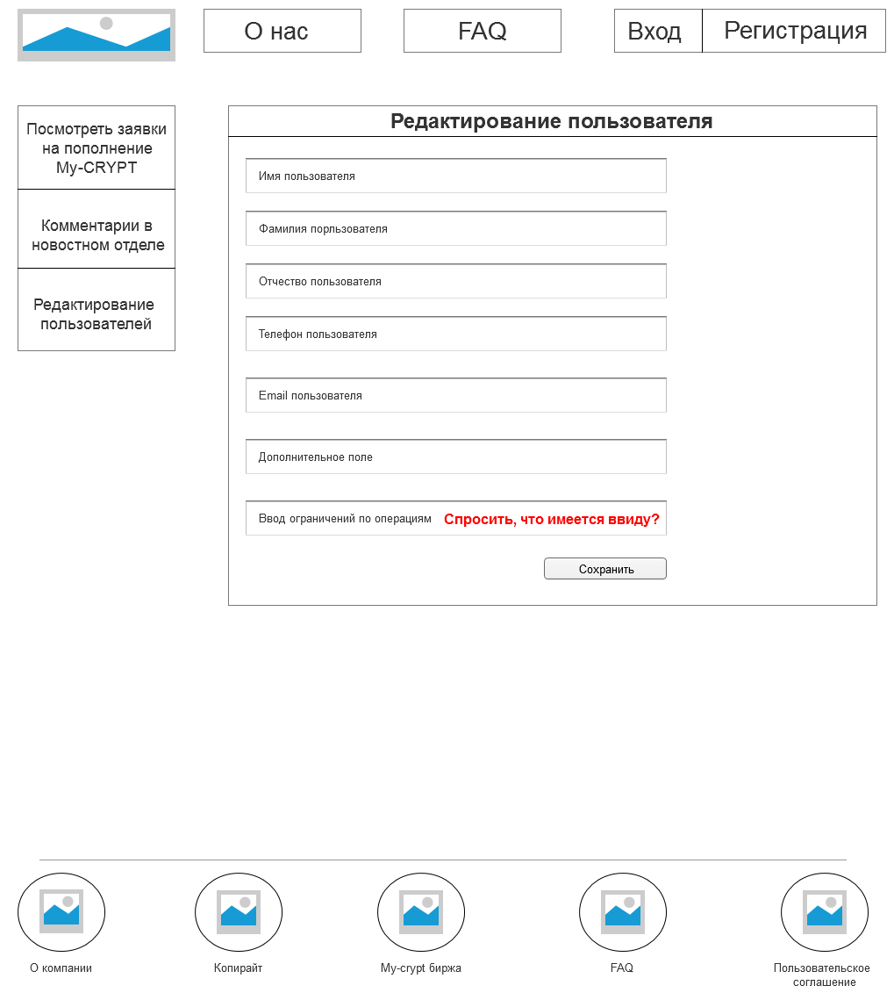 О нас
FAQ
Вход
Регистрация
Посмотреть заявки
на пополнение
My-CRYPT
Комментарии в
новостном отделе
Редактирование
пользователей
Редактирование пользователя
Имя пользователя
Фамилия порльзователя
Отчество пользователя
Телефон пользователя
Email пользователя
Дополнительное поле
Ввод ограничений по операциям Спросить, что имеется ввиду?
Сохранить
О компании
Копирайт
My-crypt биржа
FAQ
Пользовательское
соглашение